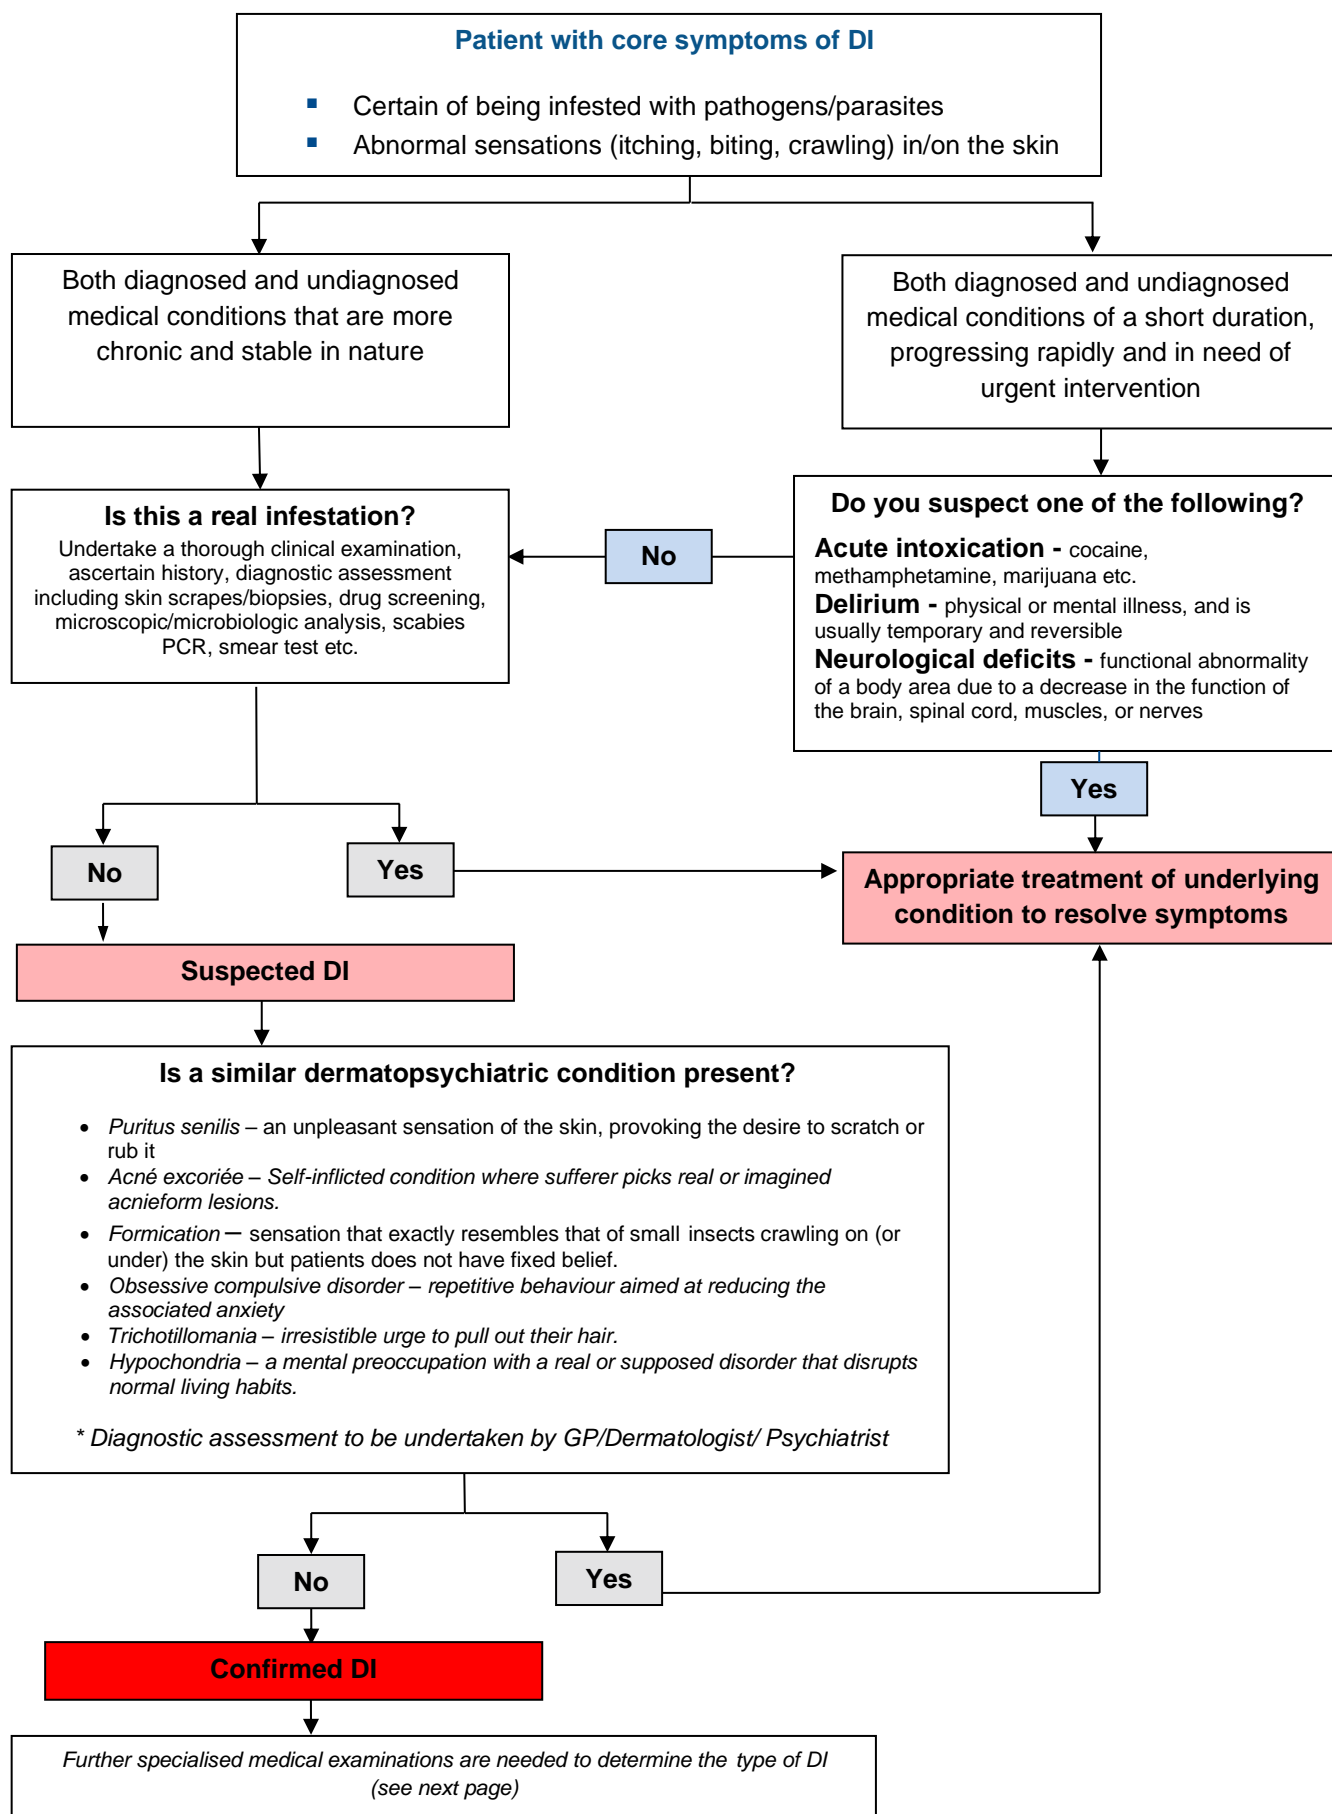 Patient with core symptoms of DI
▪ Certain of being infested with pathogens/parasites
▪ Abnormal sensations (itching, biting, crawling) in/on the skin
Both diagnosed and undiagnosed
medical conditions that are more
chronic and stable in nature
Both diagnosed and undiagnosed
medical conditions of a short duration,
progressing rapidly and in need of
urgent intervention
Is this a real infestation?
Undertake a thorough clinical examination,
ascertain history, diagnostic assessment
including skin scrapes/biopsies, drug screening,
microscopic/microbiologic analysis, scabies
PCR, smear test etc.
No
Do you suspect one of the following?
Acute intoxication - cocaine,
methamphetamine, marijuana etc.
Delirium - physical or mental illness, and is
usually temporary and reversible
Neurological deficits - functional abnormality
of a body area due to a decrease in the function of
the brain, spinal cord, muscles, or nerves
Yes
No
Yes
Appropriate treatment of underlying
condition to resolve symptoms
Suspected DI
Is a similar dermatopsychiatric condition present?
• Puritus senilis – an unpleasant sensation of the skin, provoking the desire to scratch or
rub it
• Acné excoriée – Self-inflicted condition where sufferer picks real or imagined
acnieform lesions.
• Formication – sensation that exactly resembles that of small insects crawling on (or
under) the skin but patients does not have fixed belief.
• Obsessive compulsive disorder – repetitive behaviour aimed at reducing the
associated anxiety
• Trichotillomania – irresistible urge to pull out their hair.
• Hypochondria – a mental preoccupation with a real or supposed disorder that disrupts
normal living habits.
* Diagnostic assessment to be undertaken by GP/Dermatologist/ Psychiatrist
No
Yes
Confirmed DI
Further specialised medical examinations are needed to determine the type of DI
(see next page)